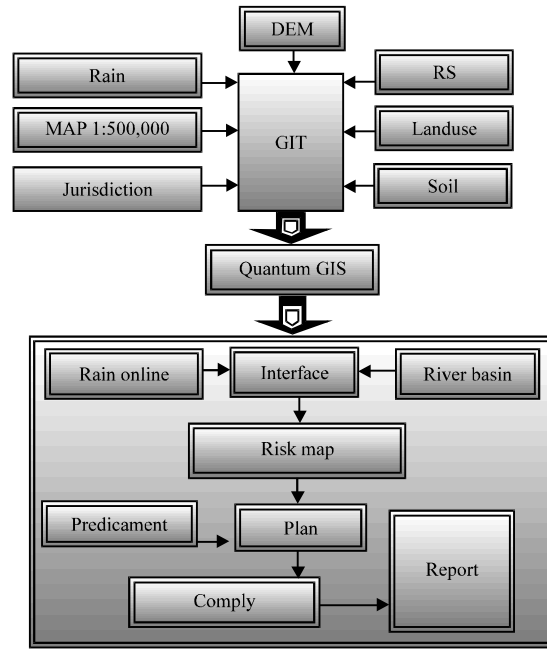 DEM
Rain
RS
MAP 1:500,000
GIT
Landuse
Jurisdiction
Soil
Quantum GIS
Rain online
Interface
River basin
Risk map
Predicament
Plan
Report
Comply